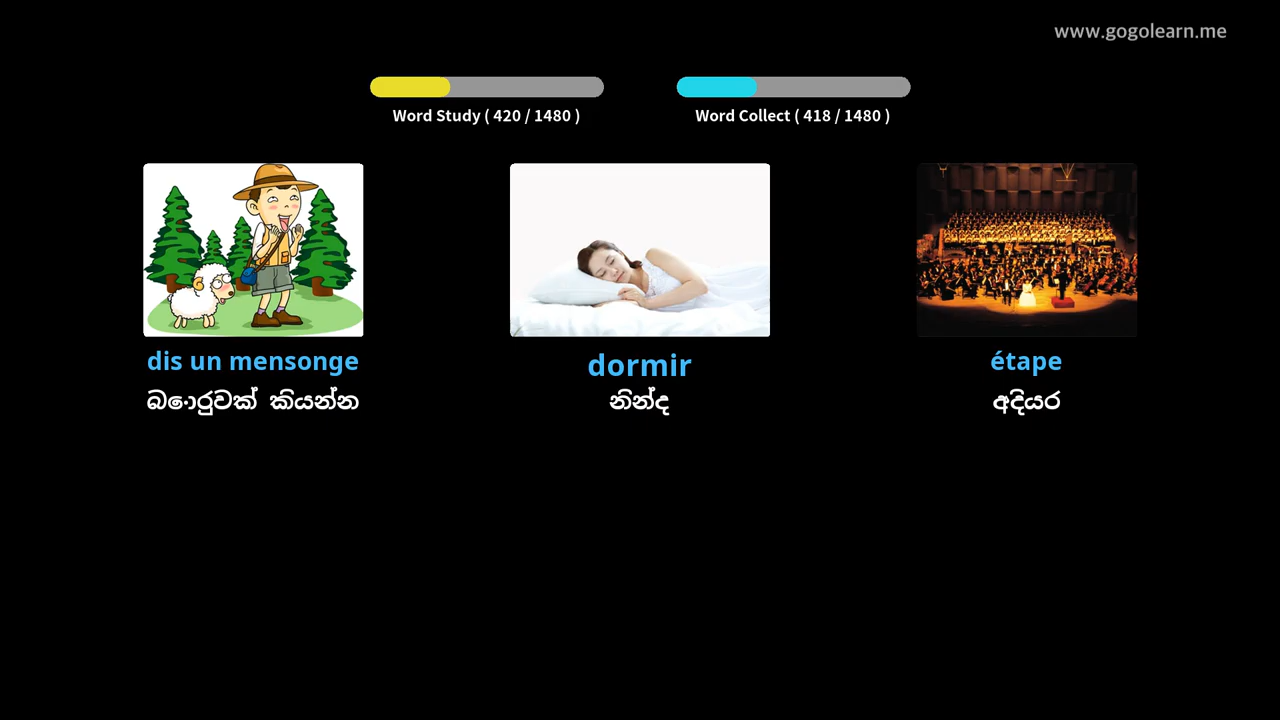 www.gogolearn.me
Word Study ( 420 / 1480 )
Word Collect ( 418 / 1480 )
dis un mensonge
dormir
étape
බොරුවක් කියන්න
නින්ද
අදියර